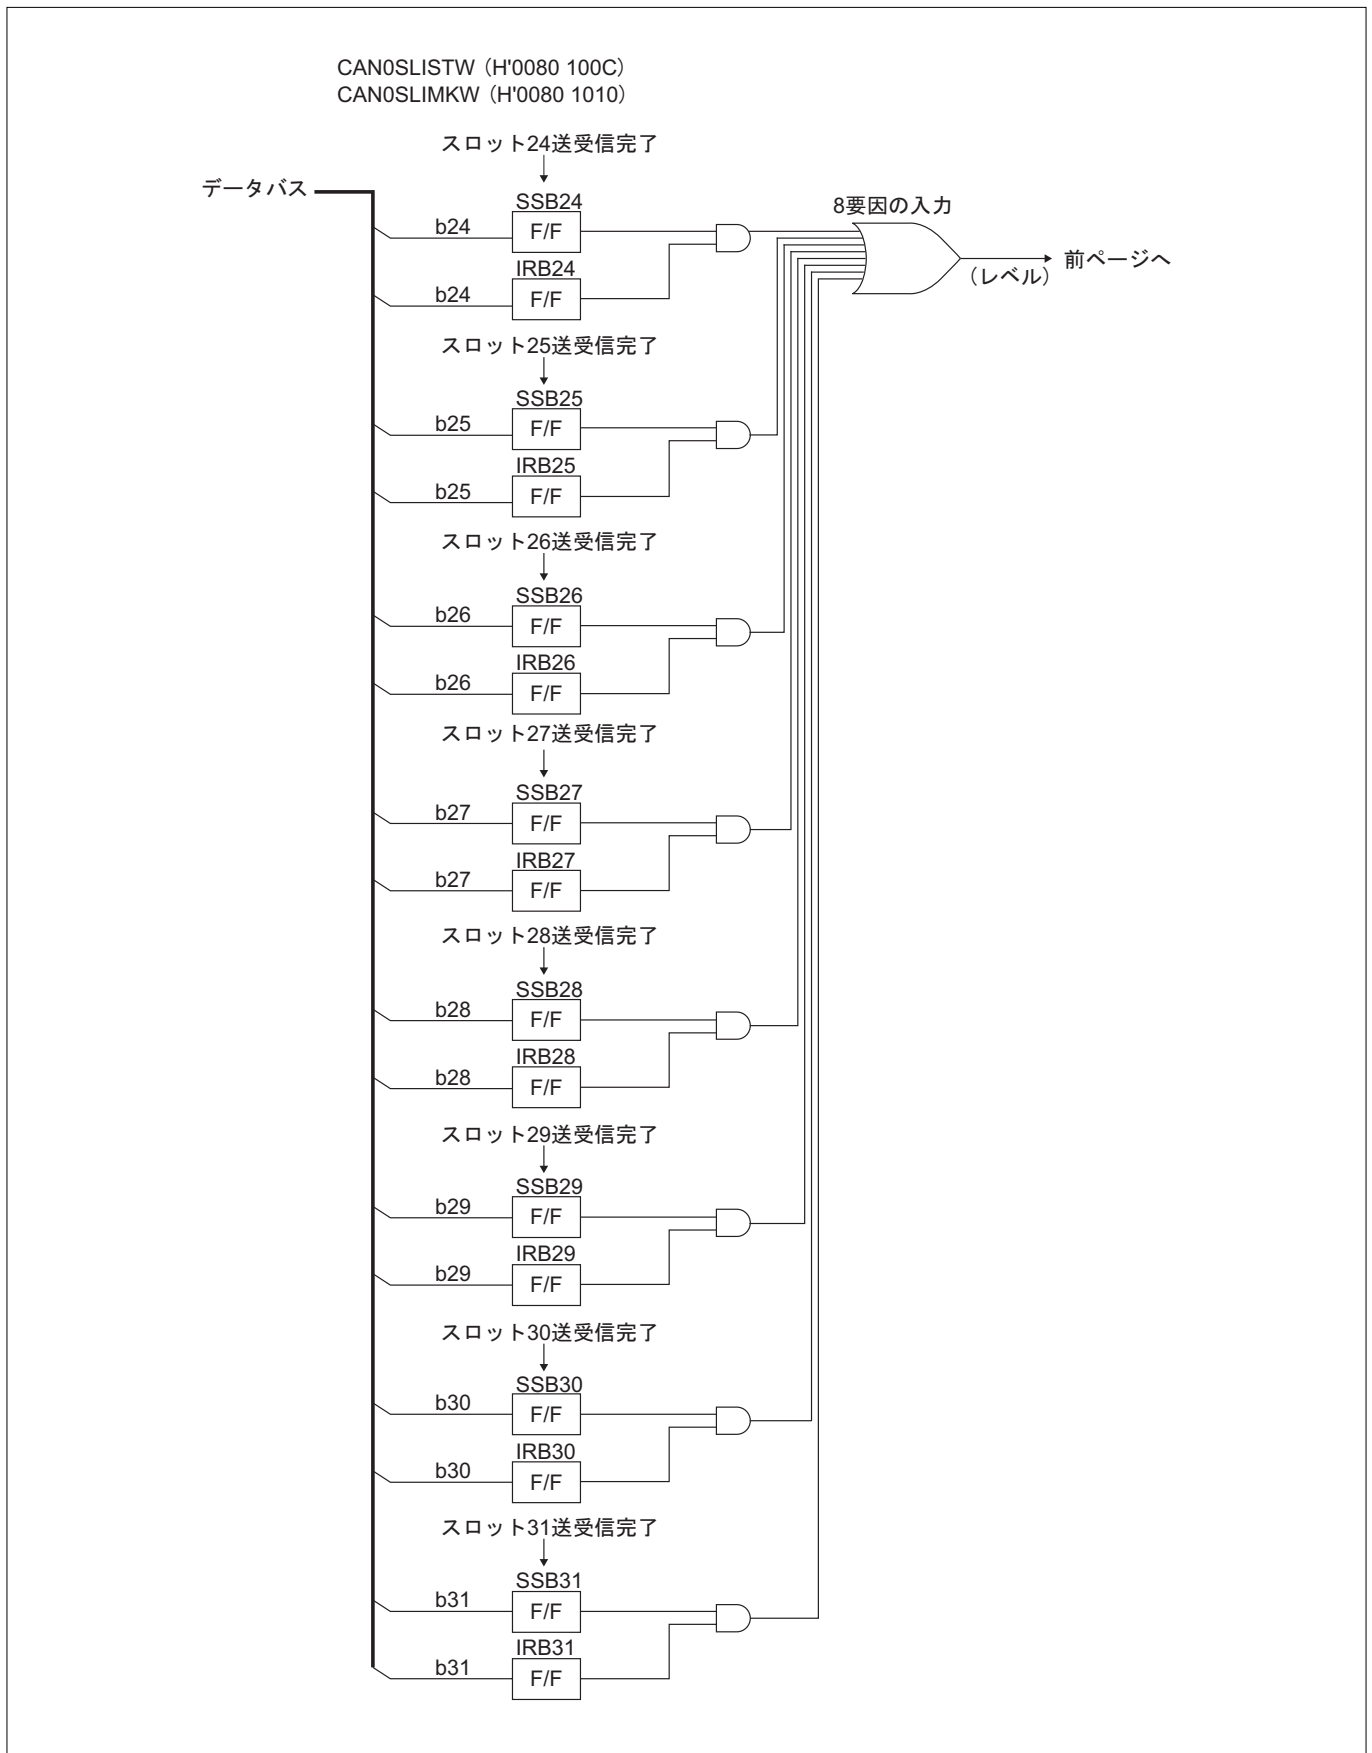 CAN0SLISTW（H'0080 100C）
CAN0SLIMKW（H'0080 1010）
スロット24送受信完了
データバス
SSB24
8要因の入力
b24
F/F
前ページへ
IRB24
（レベル）
b24
F/F
スロット25送受信完了
SSB25
b25
F/F
IRB25
b25
F/F
スロット26送受信完了
SSB26
b26
F/F
IRB26
b26
F/F
スロット27送受信完了
SSB27
b27
F/F
IRB27
b27
F/F
スロット28送受信完了
SSB28
b28
F/F
IRB28
b28
F/F
スロット29送受信完了
SSB29
b29
F/F
IRB29
b29
F/F
スロット30送受信完了
SSB30
b30
F/F
IRB30
b30
F/F
スロット31送受信完了
SSB31
b31
F/F
IRB31
b31
F/F